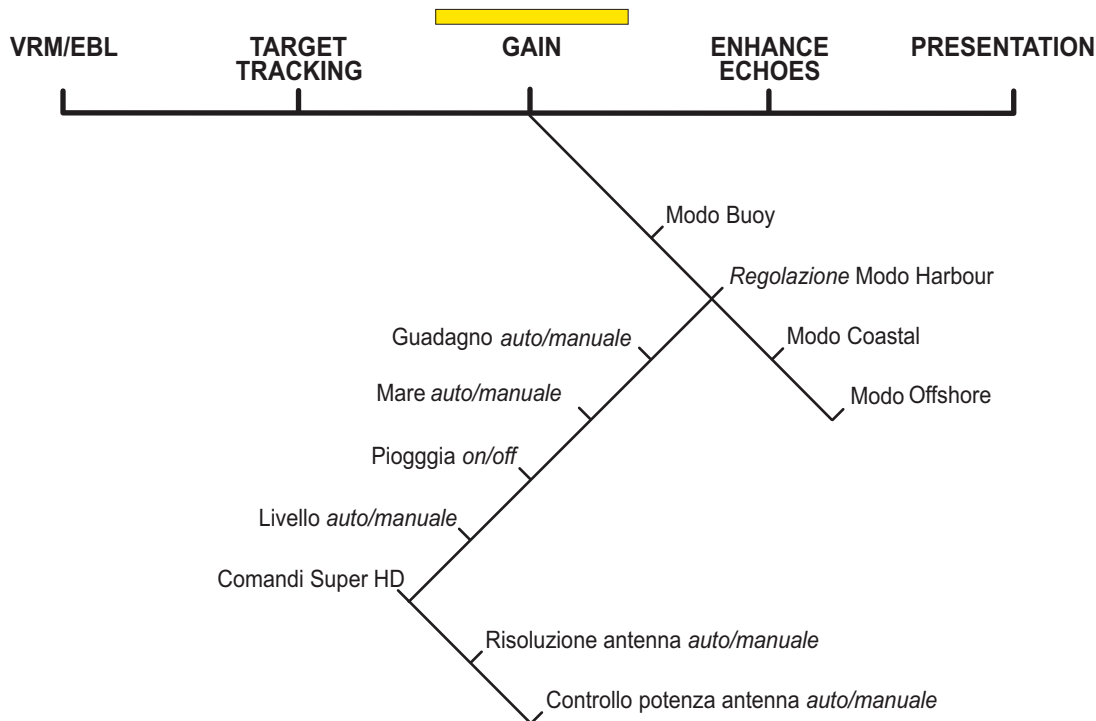 VRM/EBL
TARGET
TRACKING
GAIN
ENHANCE
ECHOES
PRESENTATION
Modo Buoy
Regolazione Modo Harbour
Guadagno auto/manuale
Modo Coastal
Mare auto/manuale
Modo Offshore
Piogggia on/off
Livello auto/manuale
Comandi Super HD
Risoluzione antenna auto/manuale
Controllo potenza antenna auto/manuale